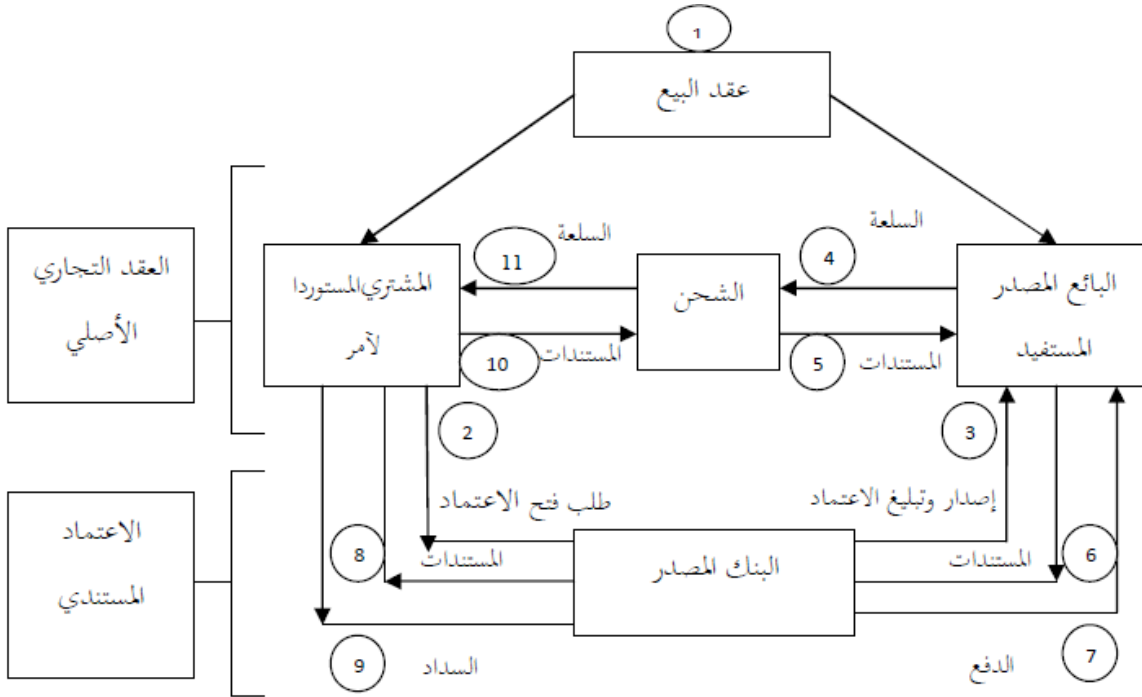 1
عقد البيع
السلعة
السلعة
4
11
العقد التجاري
الأصلي
المشتري المستوردا
لآمر
الشحن
البائع المصدر
المستفيد
المستندات
المستندات
10
5
2
3
طلب فتح الاعتماد
إصدار وتبليغ الاعتماد
الاعتماد
المستندي
8
المستندات
البنك المصدر
المستندات
6
9
السداد
الدفع
7